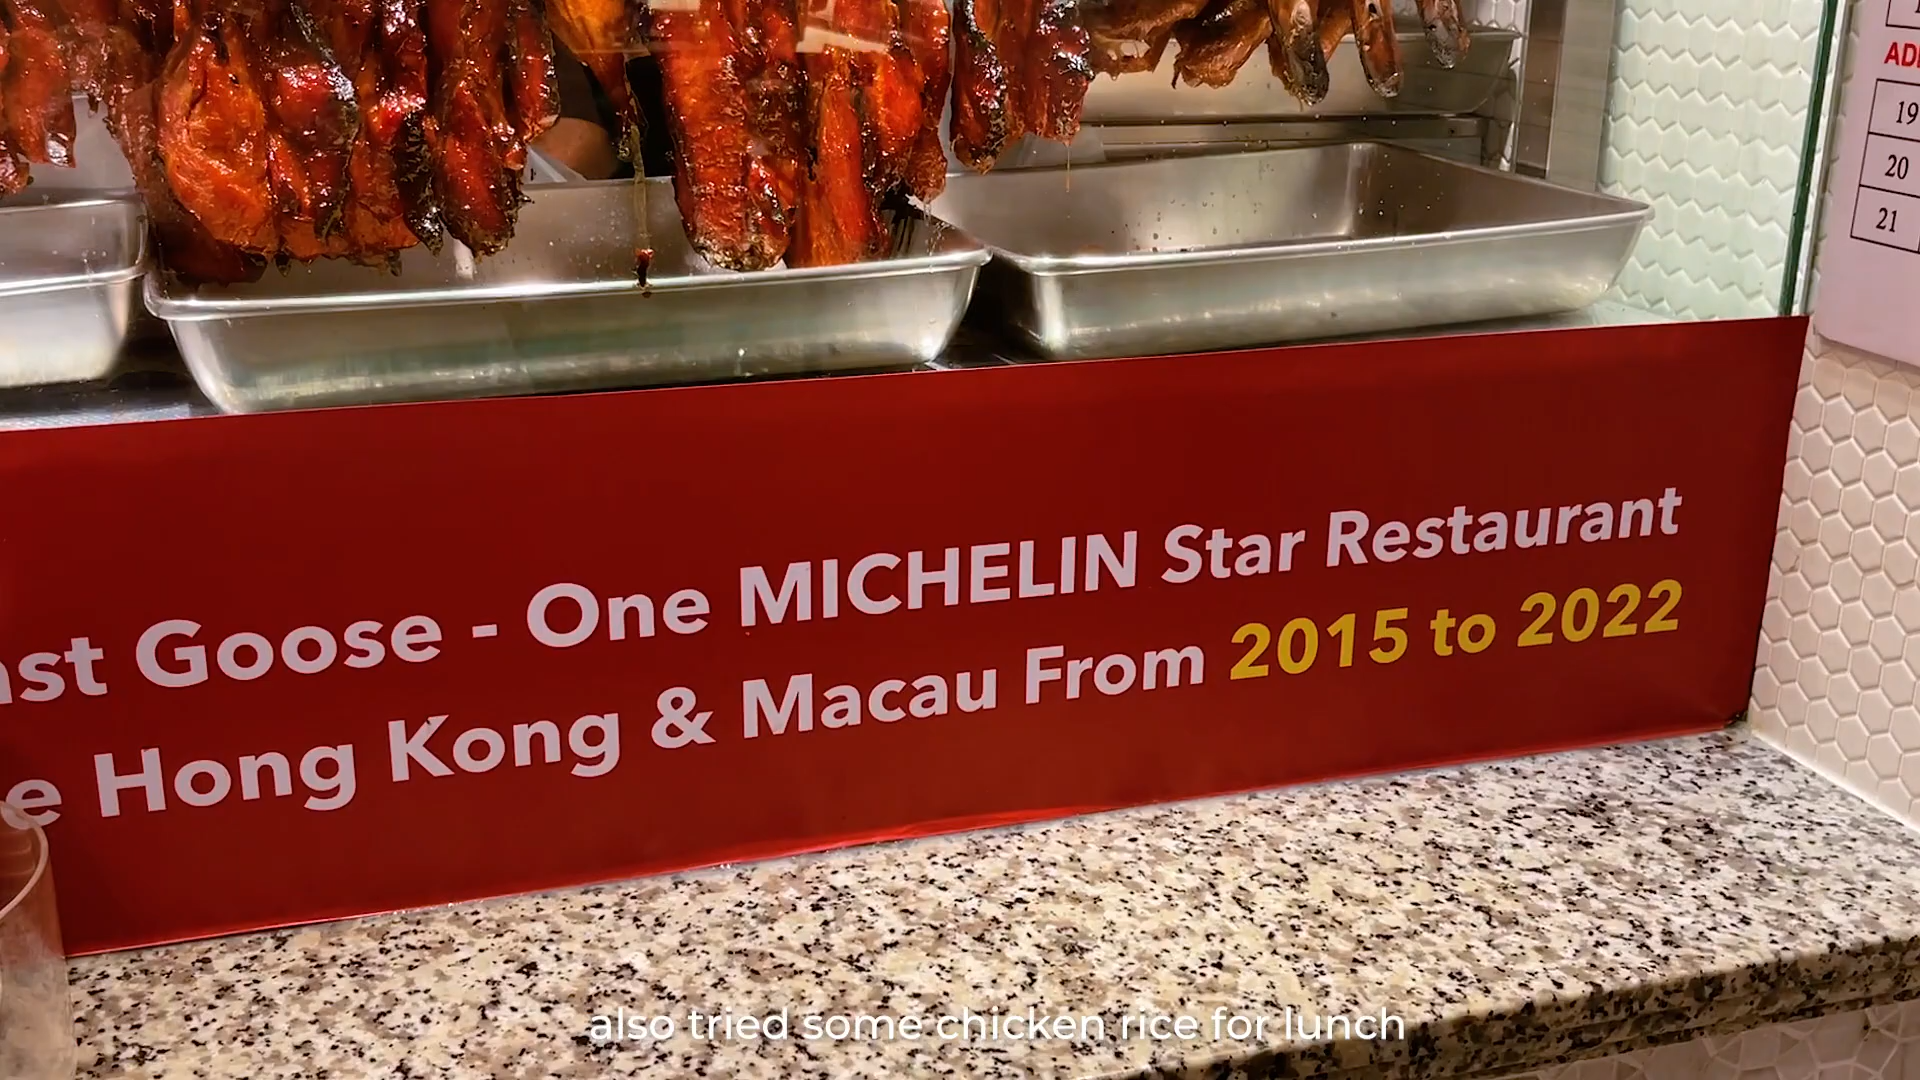 AD
19
20
21
Goose - One MICHELIN Star Restaurant
Hong Kong & Macau From 2015 to 2022
also tried some chicken rice for lunch